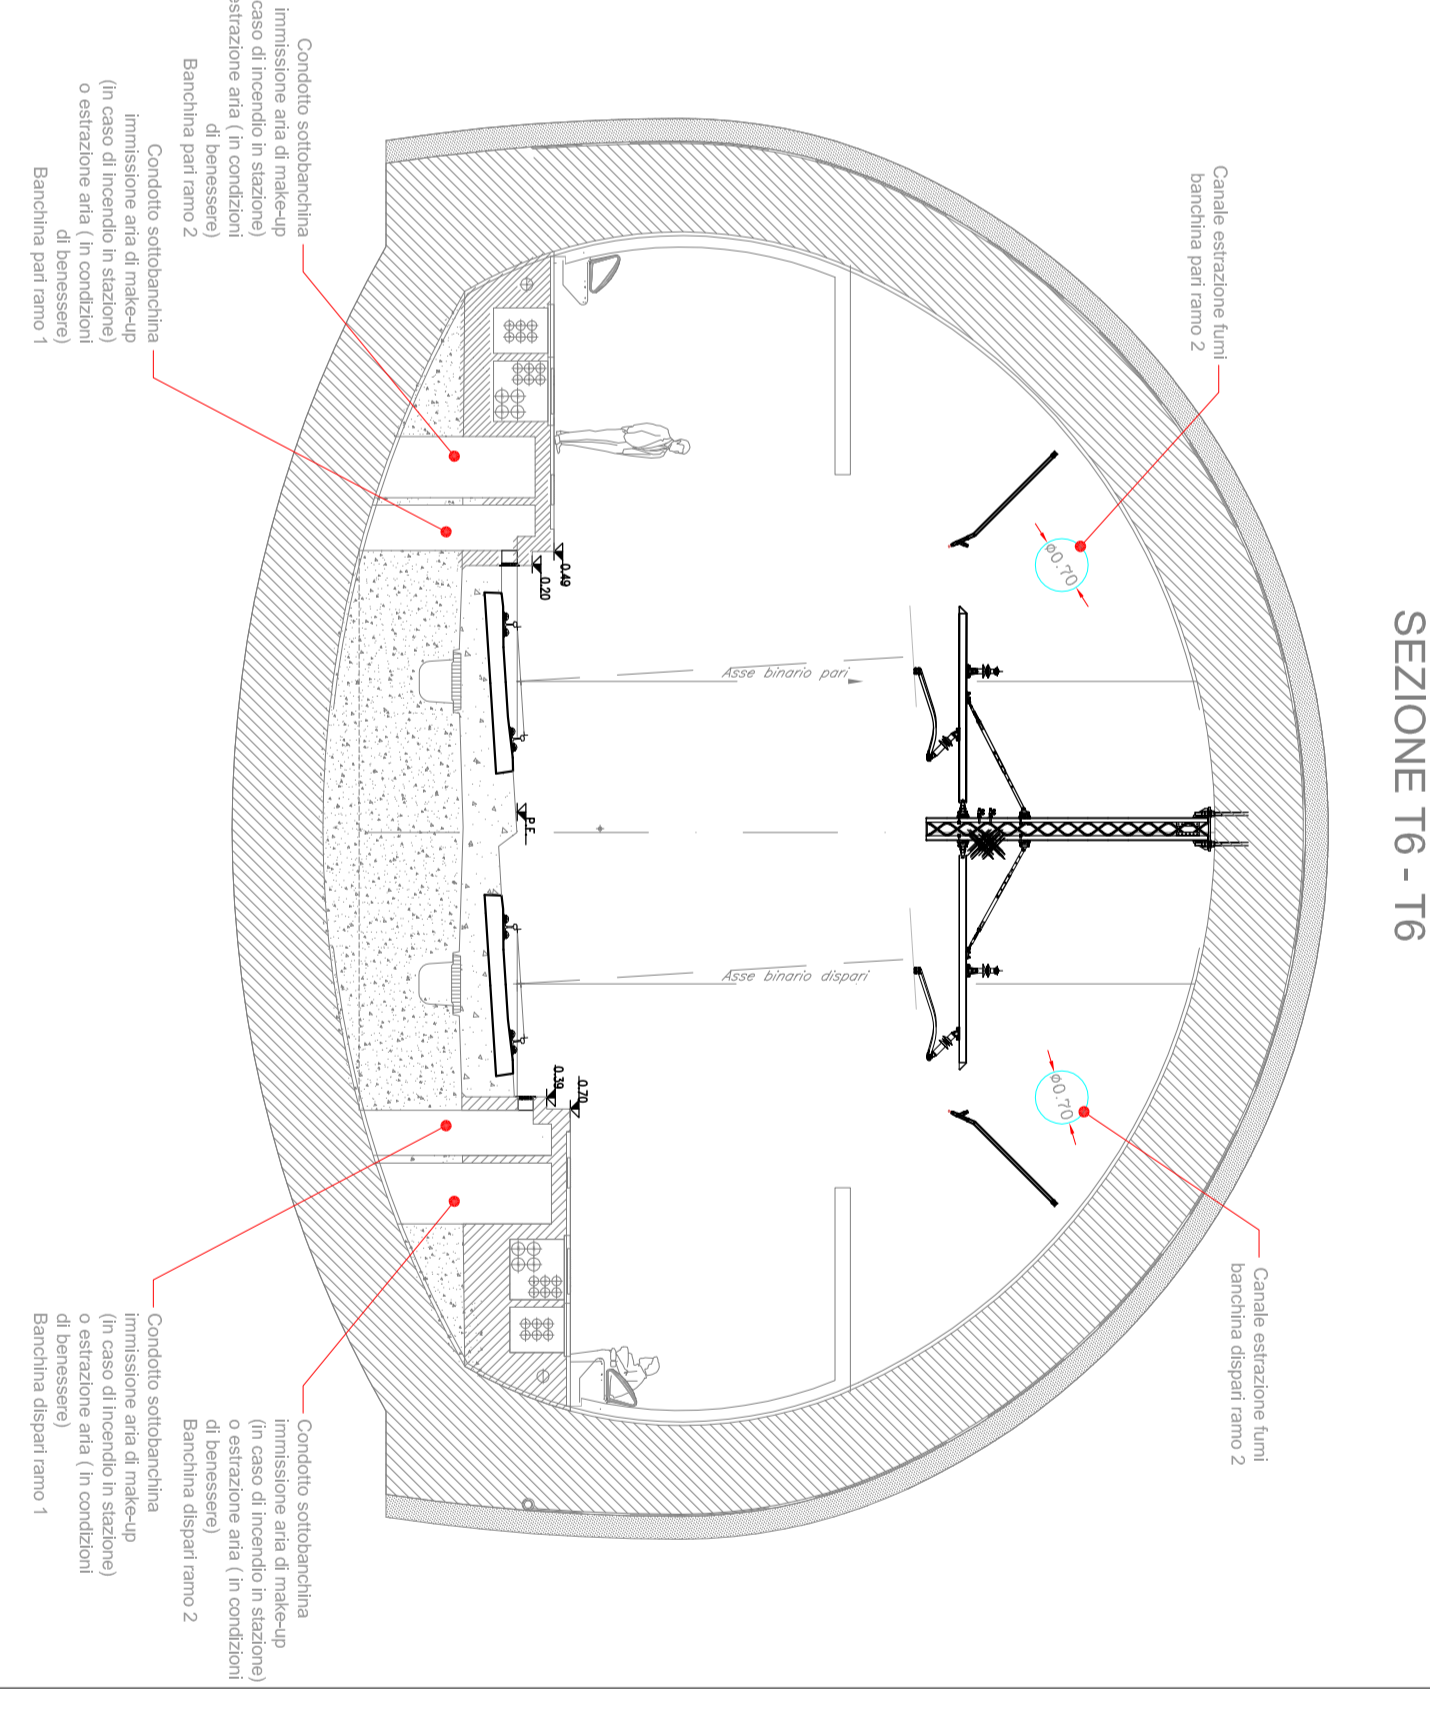 SEZIONE T6 - T6
Canale estrazione fumi
banchina pari ramo 2
Canale estrazione fumi
banchina dispari ramo 2
ø0.70
ø0.70
Asse binario pari
Asse binario dispari
0.49
0.20
P.F.
0.39
0.70
Condotto sottobanchina
immissione aria di make-up
caso di incendio in stazione)
estrazione aria ( in condizioni
di benessere)
Banchina pari ramo 2
Condotto sottobanchina
immissione aria di make-up
(in caso di incendio in stazione)
o estrazione aria ( in condizioni
di benessere)
Banchina pari ramo 1
Condotto sottobanchina
immissione aria di make-up
(in caso di incendio in stazione)
o estrazione aria ( in condizioni
di benessere)
Banchina dispari ramo 2
Condotto sottobanchina
immissione aria di make-up
(in caso di incendio in stazione)
o estrazione aria ( in condizioni
di benessere)
Banchina dispari ramo 1